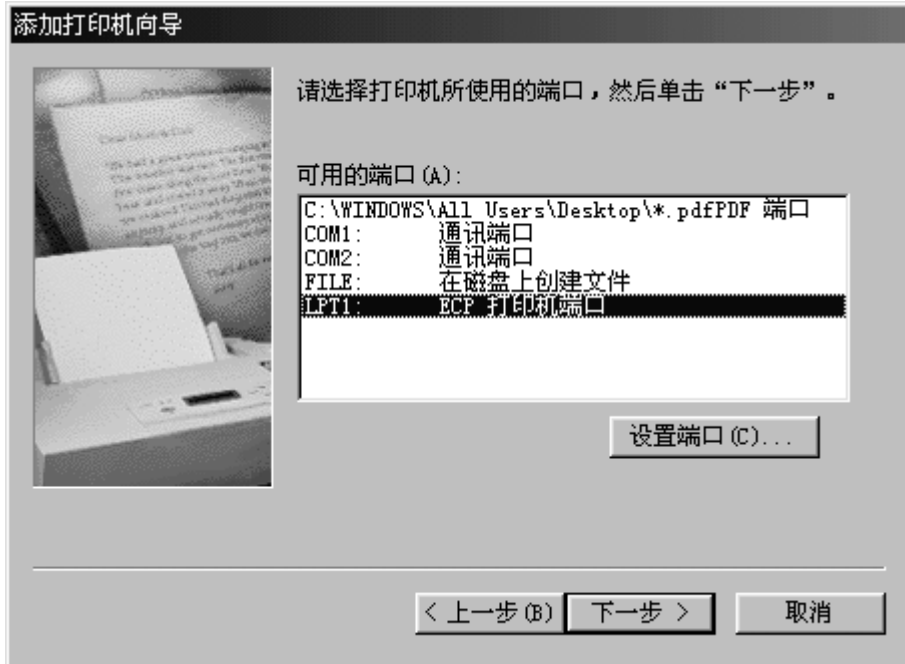 添加打印机向导
请选择打印机所使用的端口，然后单击“下一步”。
可用的端口(A):
C:\WINDOWS\All Users\Desktop\*.pdfPDF 端口
COM1: 通讯端口
COM2: 通讯端口
FILE: 在磁盘上创建文件
LPT1: ECP 打印机端口
设置端口(C)...
< 上一步(B)
下一步 >
取消